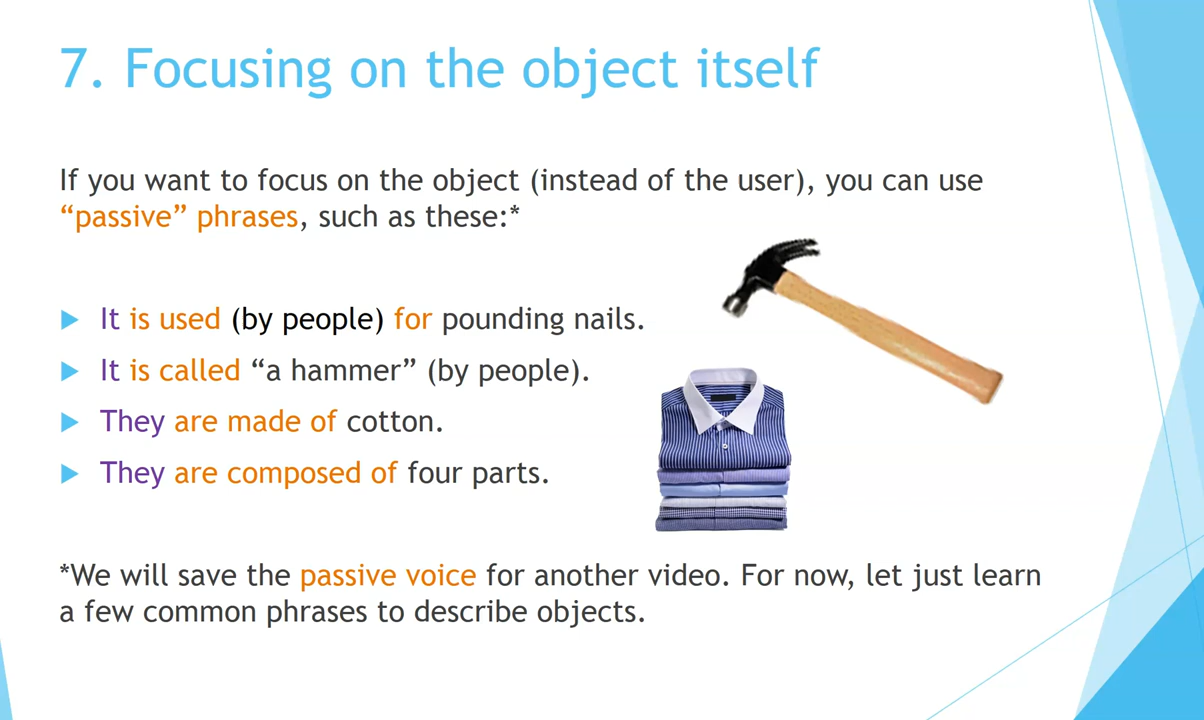 7. Focusing on the object itself
If you want to focus on the object (instead of the user), you can use
“passive” phrases, such as these:*
It is used (by people) for pounding nails.
It is called “a hammer” (by people).
They are made of cotton.
They are composed of four parts.
*We will save the passive voice for another video. For now, let just learn
a few common phrases to describe objects.